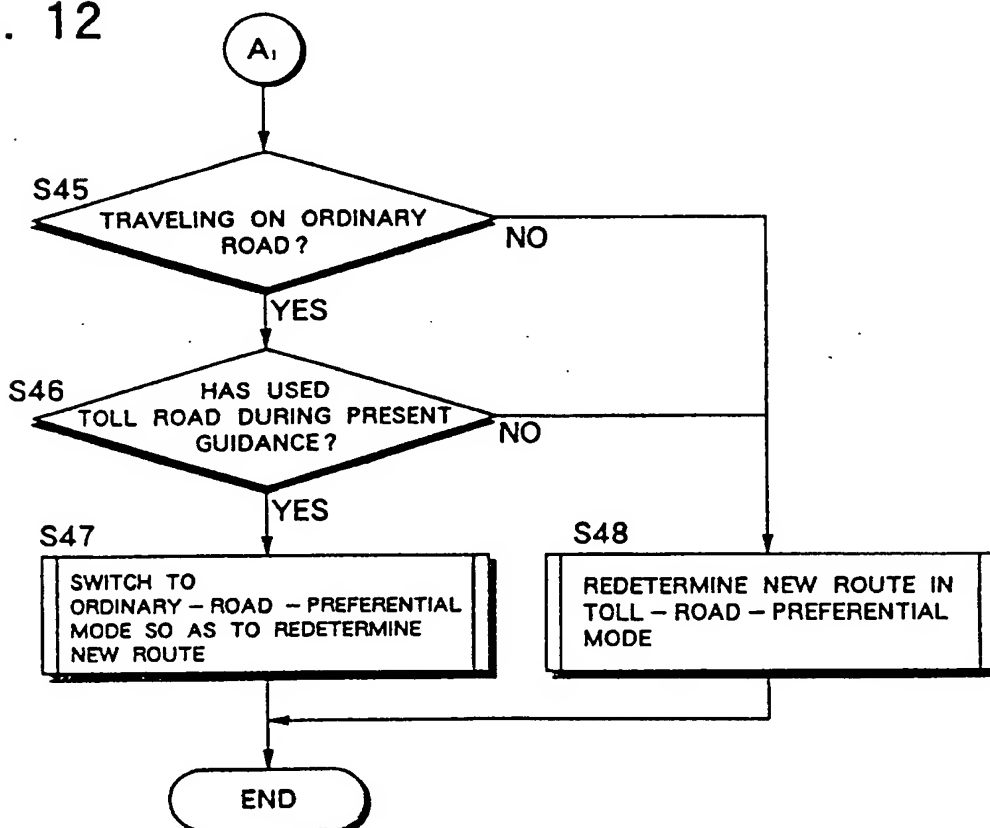 . 12
A₁
S45
TRAVELING ON ORDINARY
ROAD?
NO
YES
S46
HAS USED
TOLL ROAD DURING PRESENT
GUIDANCE?
NO
YES
S47
SWITCH TO
ORDINARY-ROAD-PREFERENTIAL
MODE SO AS TO REDETERMINE
NEW ROUTE
S48
REDETERMINE NEW ROUTE IN
TOLL-ROAD-PREFERENTIAL
MODE
END